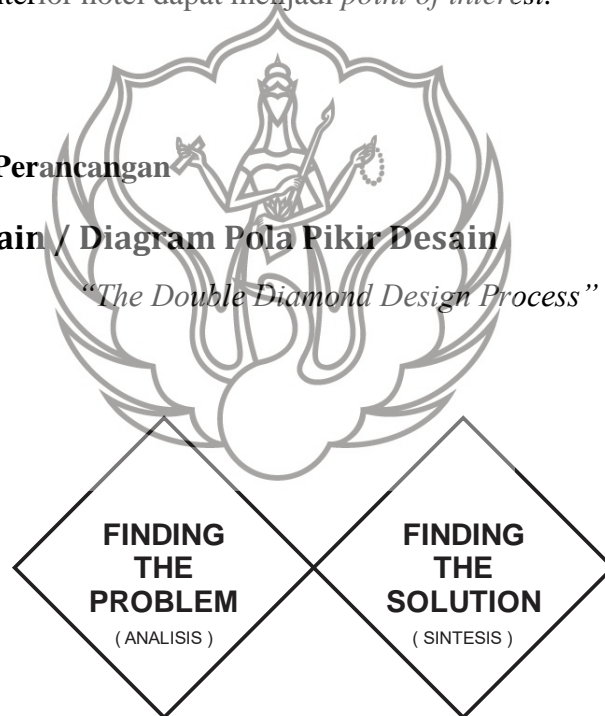 terior hotel dapat menjadi point of interest.
Perancangan
ain / Diagram Pola Pikir Desain
“The Double Diamond Design Process”
FINDING
THE
PROBLEM
( ANALISIS )
FINDING
THE
SOLUTION
( SINTESIS )